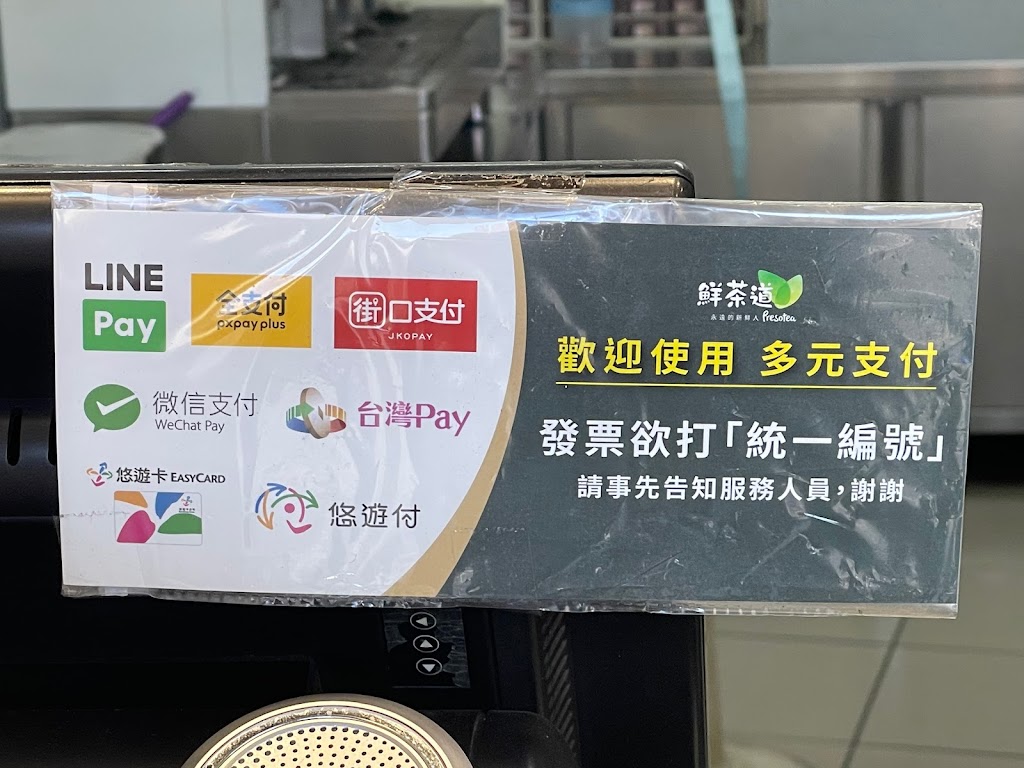 LINE
Pay
全支付
pxpay plus
街口支付
JKOPAY
微信支付
WeChat Pay
台灣Pay
悠遊卡 EASYCARD
悠遊付
鮮茶道
永遠的新鮮人 Presotea
歡迎使用 多元支付
發票欲打「統一編號」
請事先告知服務人員,謝謝